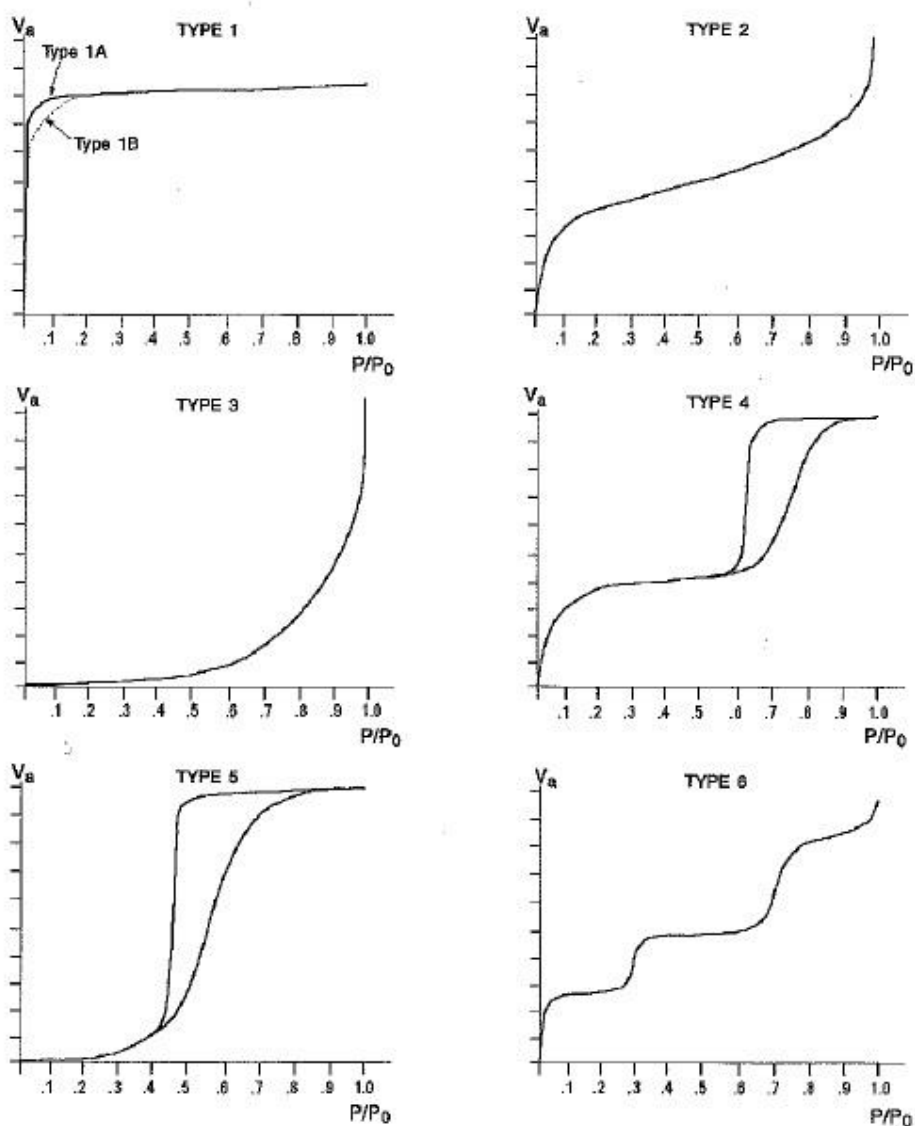 Va
TYPE 1
Type 1A
Type 1B
.1 .2 .3 .4 .5 .6 .7 .8 .9 1.0
P/P0
Va
TYPE 2
.1 .2 .3 .4 .5 .6 .7 .8 .9 1.0
P/P0
Va
TYPE 3
.1 .2 .3 .4 .5 .6 .7 .8 .9 1.0
P/P0
Va
TYPE 4
.1 .2 .3 .4 .5 .6 .7 .8 .9 1.0
P/P0
Va
TYPE 5
.1 .2 .3 .4 .5 .6 .7 .8 .9 1.0
P/P0
Va
TYPE 6
.1 .2 .3 .4 .5 .6 .7 .8 .9 1.0
P/P0